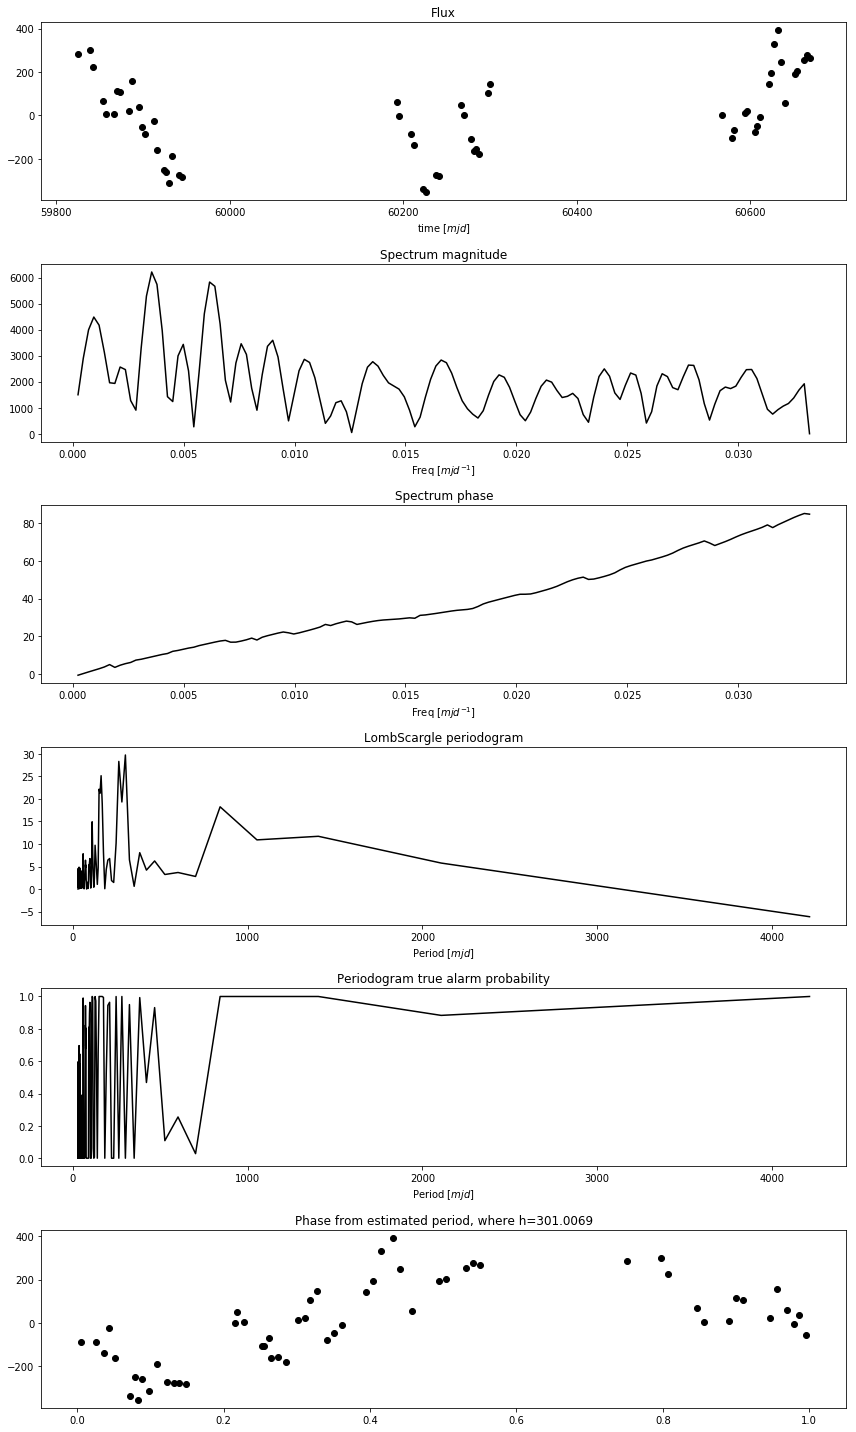 Flux
400
200
0
−200
59800 60000 60200 60400 60600
time [mjd]
Spectrum magnitude
6000
5000
4000
3000
2000
1000
0
0.000 0.005 0.010 0.015 0.020 0.025 0.030
Freq [mjd⁻¹]
Spectrum phase
80
60
40
20
0
0.000 0.005 0.010 0.015 0.020 0.025 0.030
Freq [mjd⁻¹]
LombScargle periodogram
30
25
20
15
10
5
0
−5
0 1000 2000 3000 4000
Period [mjd]
Periodogram true alarm probability
1.0
0.8
0.6
0.4
0.2
0.0
0 1000 2000 3000 4000
Period [mjd]
Phase from estimated period, where h=301.0069
400
200
0
−200
0.0 0.2 0.4 0.6 0.8 1.0